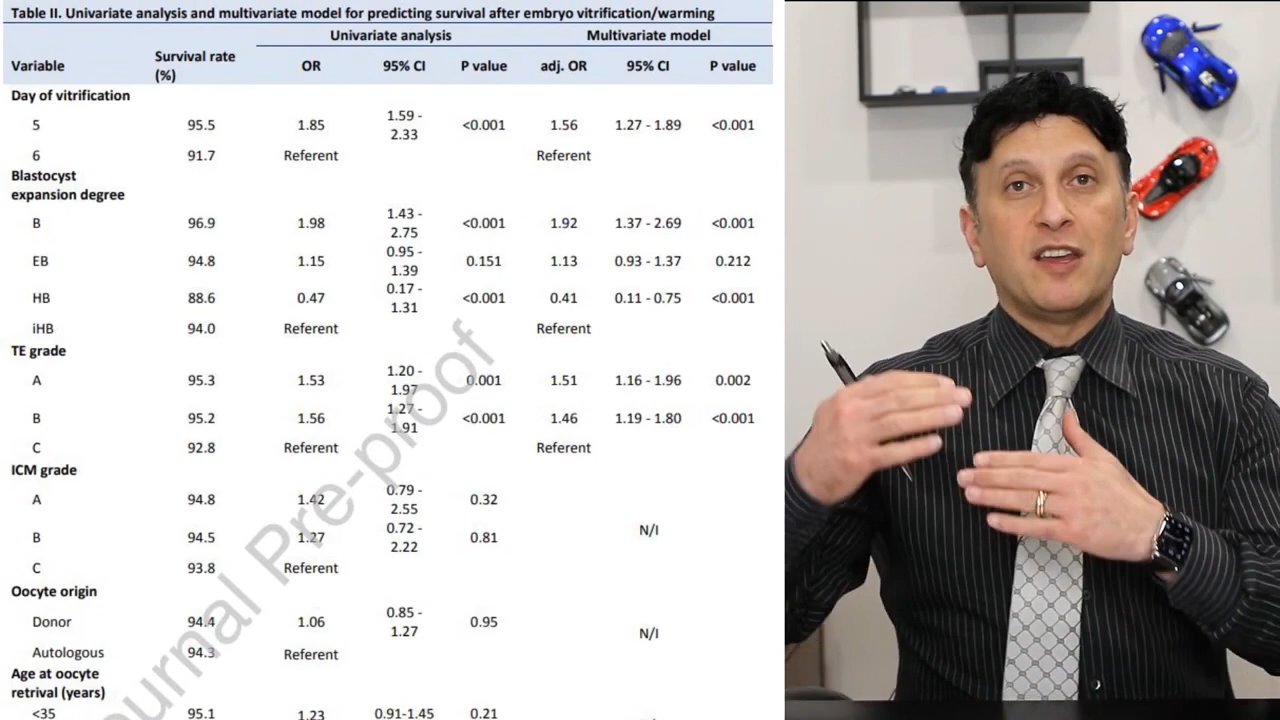 Table II. Univariate analysis and multivariate model for predicting survival after embryo vitrification/warming
Univariate analysis Multivariate model
Variable Survival rate (%) OR 95% CI P value adj. OR 95% CI P value
Day of vitrification
5 95.5 1.85 1.59 - 2.33 <0.001 1.56 1.27 - 1.89 <0.001
6 91.7 Referent Referent
Blastocyst
expansion degree
B 96.9 1.98 1.43 - 2.75 <0.001 1.92 1.37 - 2.69 <0.001
EB 94.8 1.15 0.95 - 1.39 0.151 1.13 0.93 - 1.37 0.212
HB 88.6 0.47 0.17 - 1.31 <0.001 0.41 0.11 - 0.75 <0.001
iHB 94.0 Referent Referent
TE grade
A 95.3 1.53 1.20 - 1.97 0.001 1.51 1.16 - 1.96 0.002
B 95.2 1.56 1.27 - 1.91 <0.001 1.46 1.19 - 1.80 <0.001
C 92.8 Referent Referent
ICM grade
A 94.8 1.42 0.79 - 2.55 0.32
B 94.5 1.27 0.72 - 2.22 0.81 N/I
C 93.8 Referent
Oocyte origin
Donor 94.4 1.06 0.85 - 1.27 0.95 N/I
Autologous 94.3 Referent
Age at oocyte
retrival (years)
<35 95.1 1.23 0.91-1.45 0.21
ournal Pre-proof